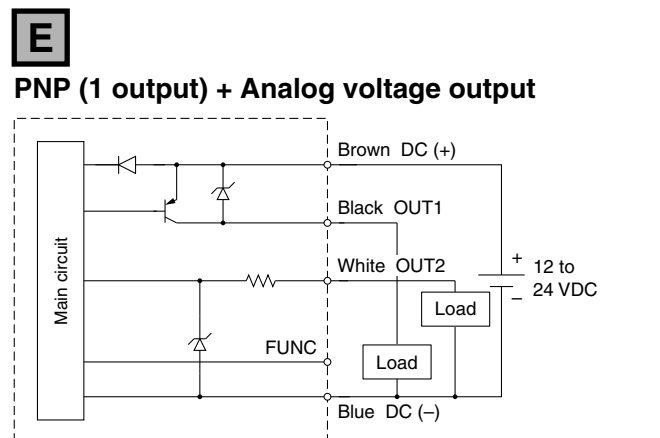 E
PNP (1 output) + Analog voltage output
Main circuit
Brown DC (+)
Black OUT1
White OUT2
FUNC
Blue DC (–)
Load
Load
+
–
12 to
24 VDC